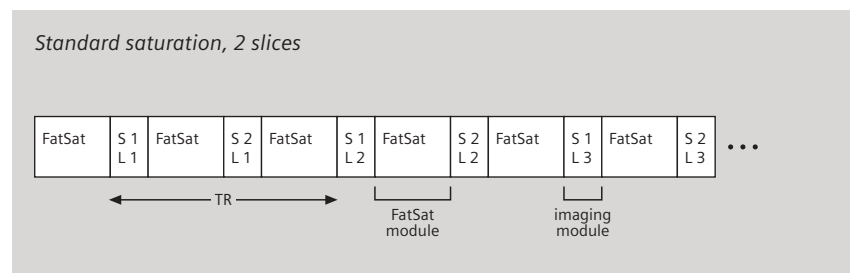 Standard saturation, 2 slices
FatSat S 1 FatSat S 2 FatSat S 1 FatSat S 2 FatSat S 1 FatSat S 2
L 1 L 1 L 2 L 2 L 3 L 3
TR
FatSat imaging
module module